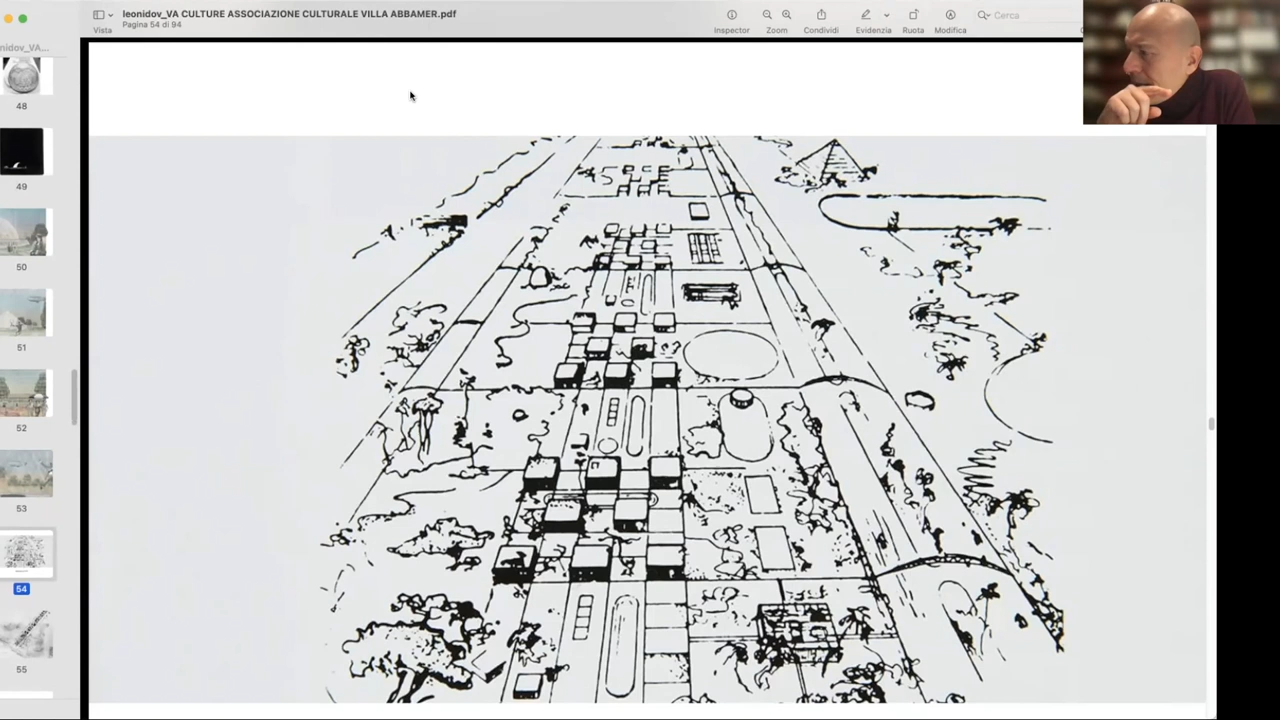 leonidov_VA CULTURE ASSOCIAZIONE CULTURALE VILLA ABBAMER.pdf
Pagina 54 di 94
Vista
Inspector
Zoom
Condividi
Evidenzia
Ruota
Modifica
Cerca
nidov_VA...
48
49
50
51
52
53
54
55